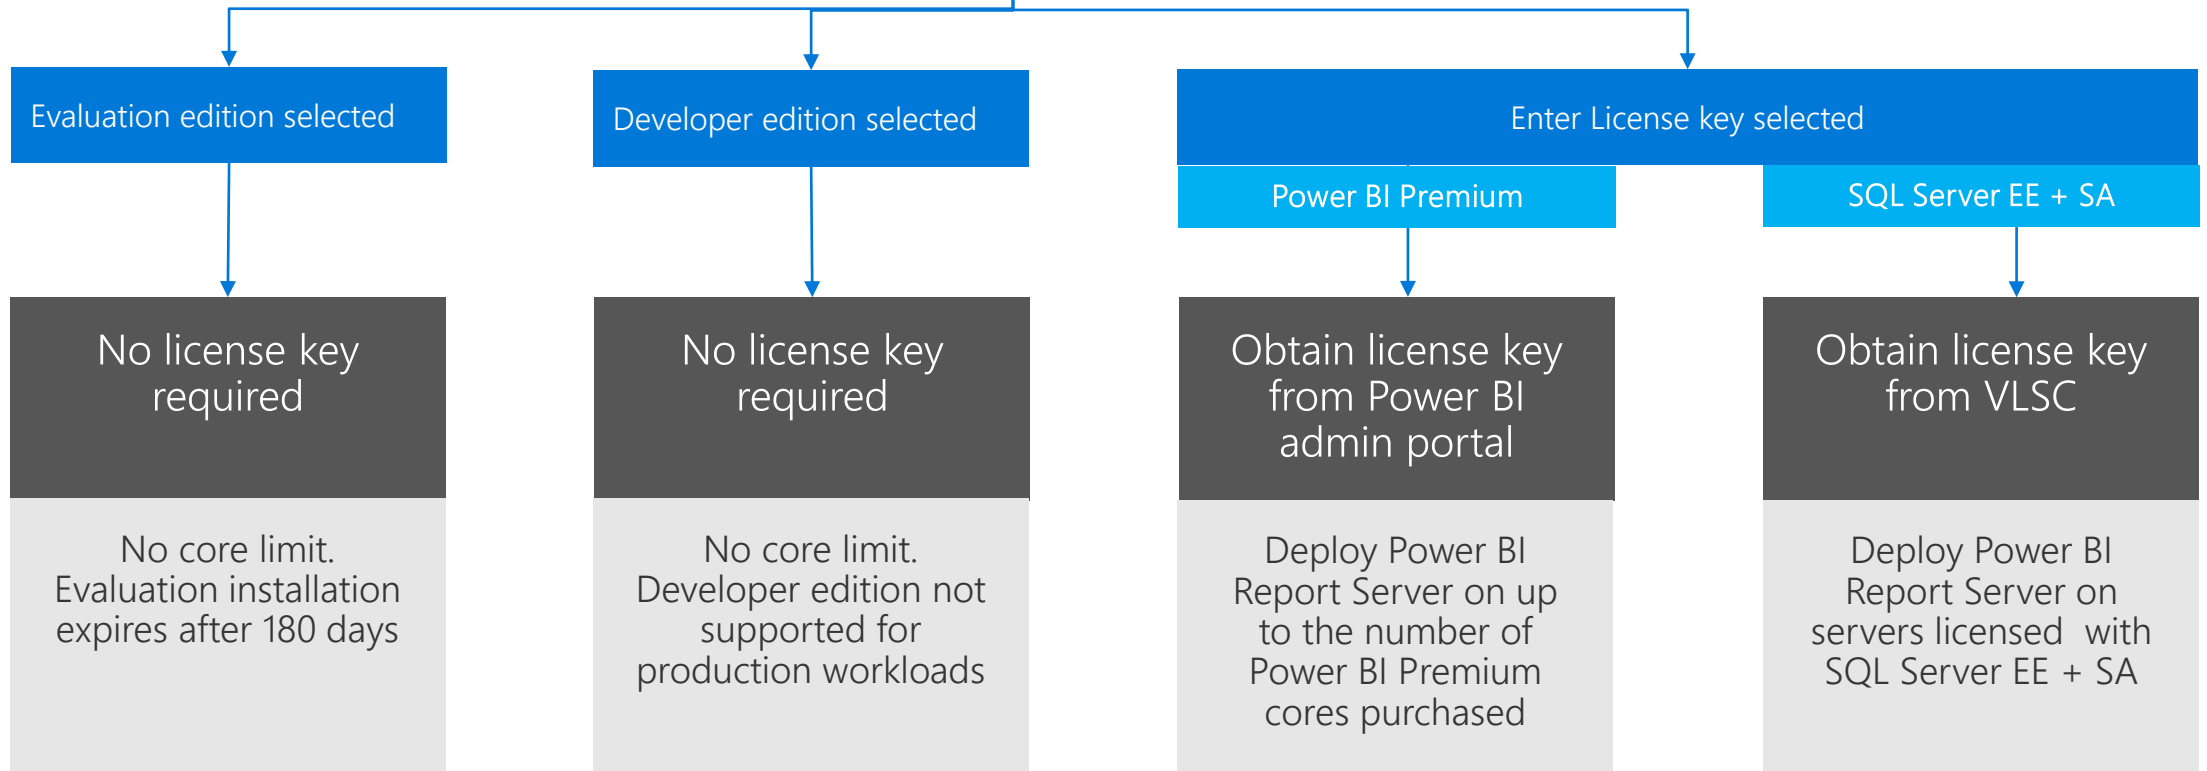 Evaluation edition selected
Developer edition selected
Enter License key selected
Power BI Premium
SQL Server EE + SA
No license key
required
No license key
required
Obtain license key
from Power BI
admin portal
Obtain license key
from VLSC
No core limit.
Evaluation installation
expires after 180 days
No core limit.
Developer edition not
supported for
production workloads
Deploy Power BI
Report Server on up
to the number of
Power BI Premium
cores purchased
Deploy Power BI
Report Server on
servers licensed  with
SQL Server EE + SA